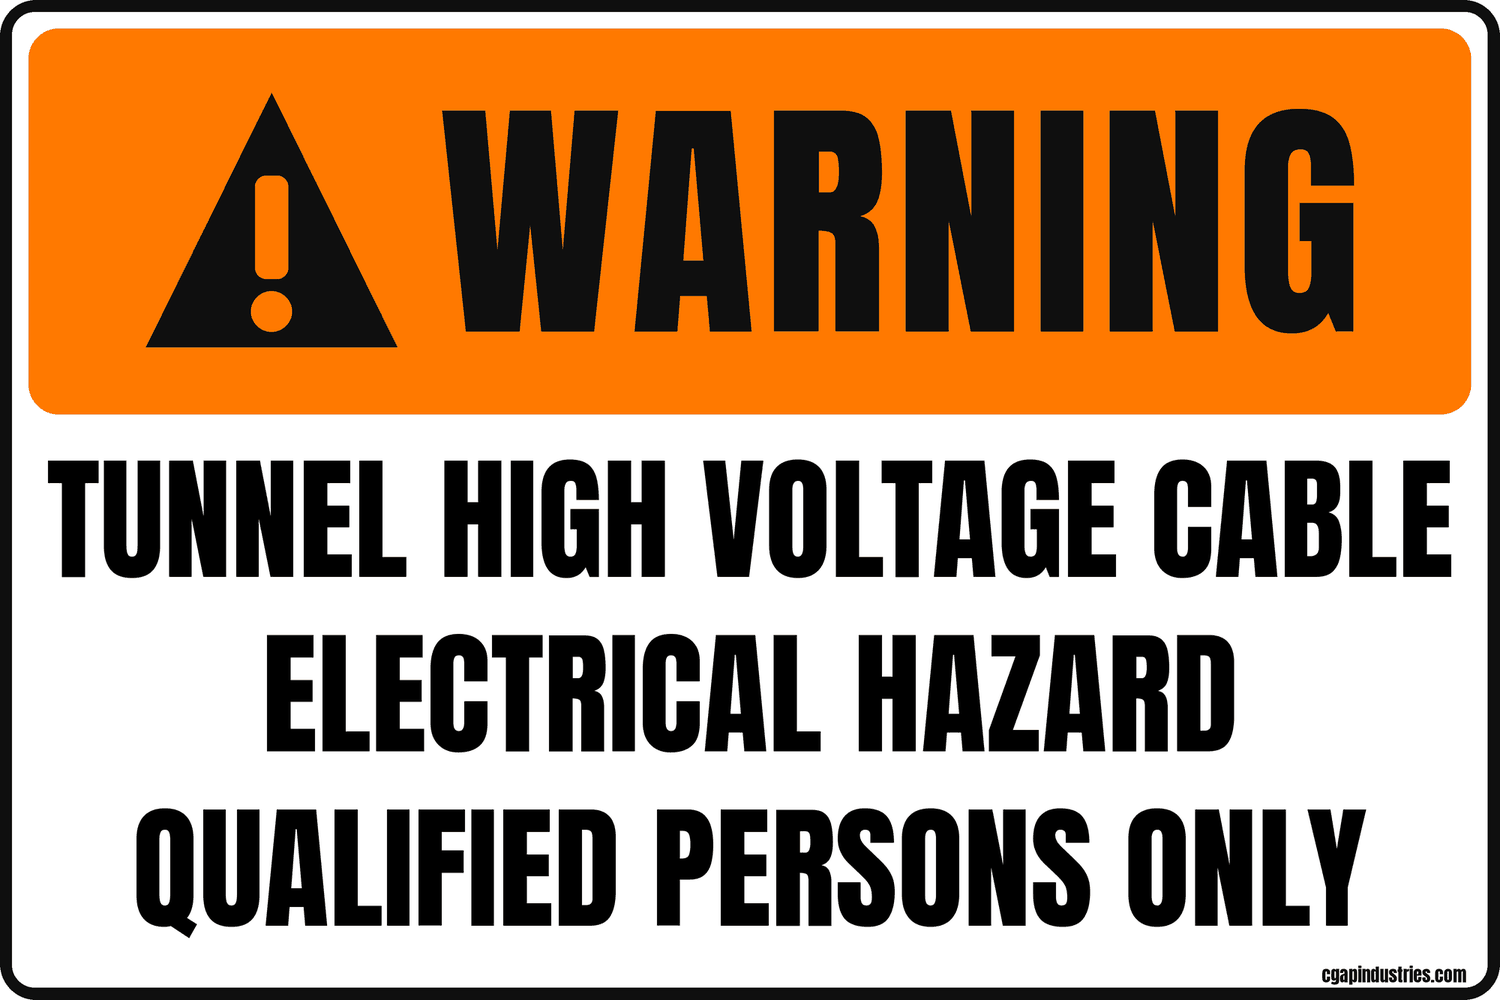 WARNING
TUNNEL HIGH VOLTAGE CABLE
ELECTRICAL HAZARD
QUALIFIED PERSONS ONLY
cgapindustries.com